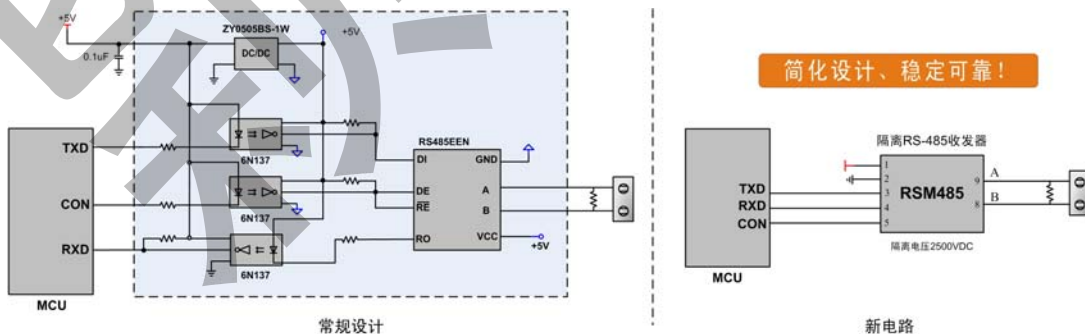 +5V
ZY0505BS-1W
+5V
0.1uF
DC/DC
TXD
6N137
CON
6N137
RXD
6N137
MCU
RS485EEN
DI
GND
DE
A
RE
B
RO
VCC
+5V
常规设计
简化设计、稳定可靠！
隔离RS-485收发器
TXD
RXD
CON
MCU
1
2
3
4
5
RSM485
9
8
A
B
隔离电压2500VDC
新电路